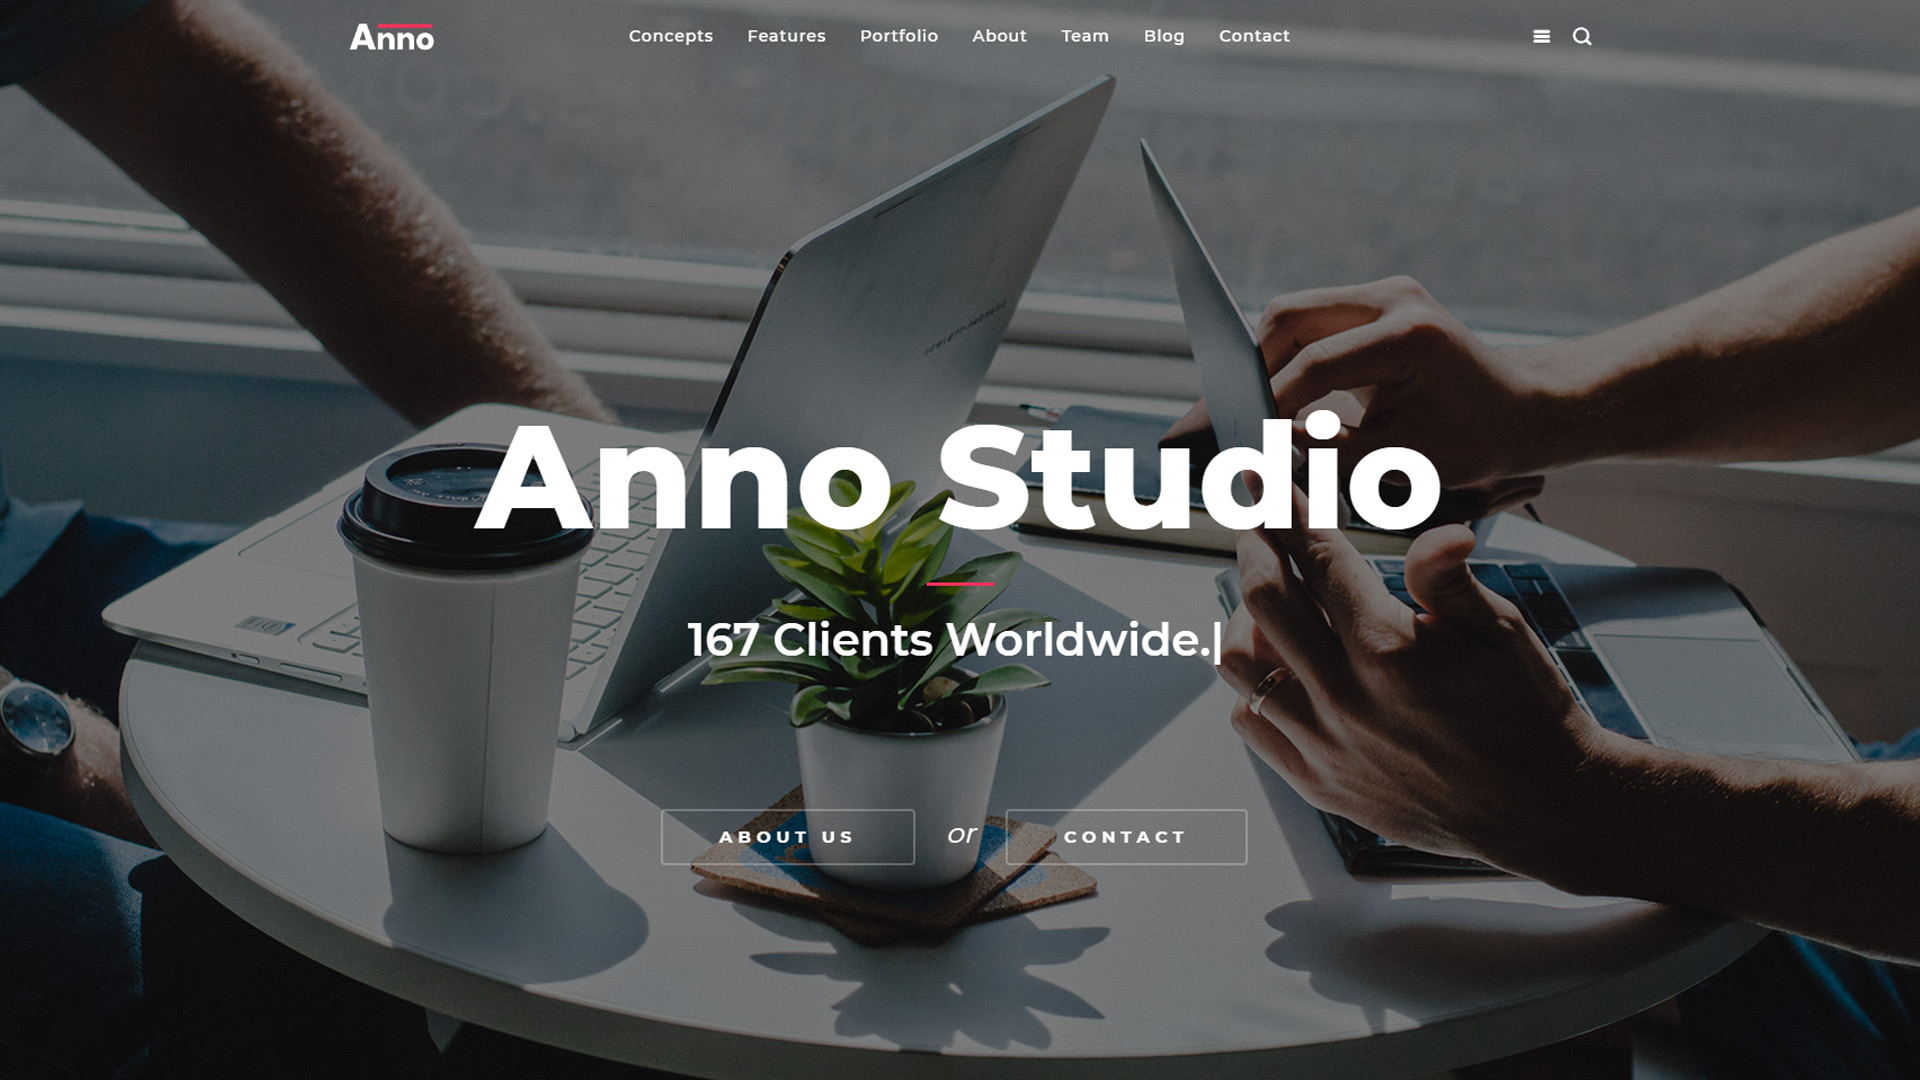 Anno
Concepts Features Portfolio About Team Blog Contact
Anno Studio
167 Clients Worldwide.|
ABOUT US or CONTACT